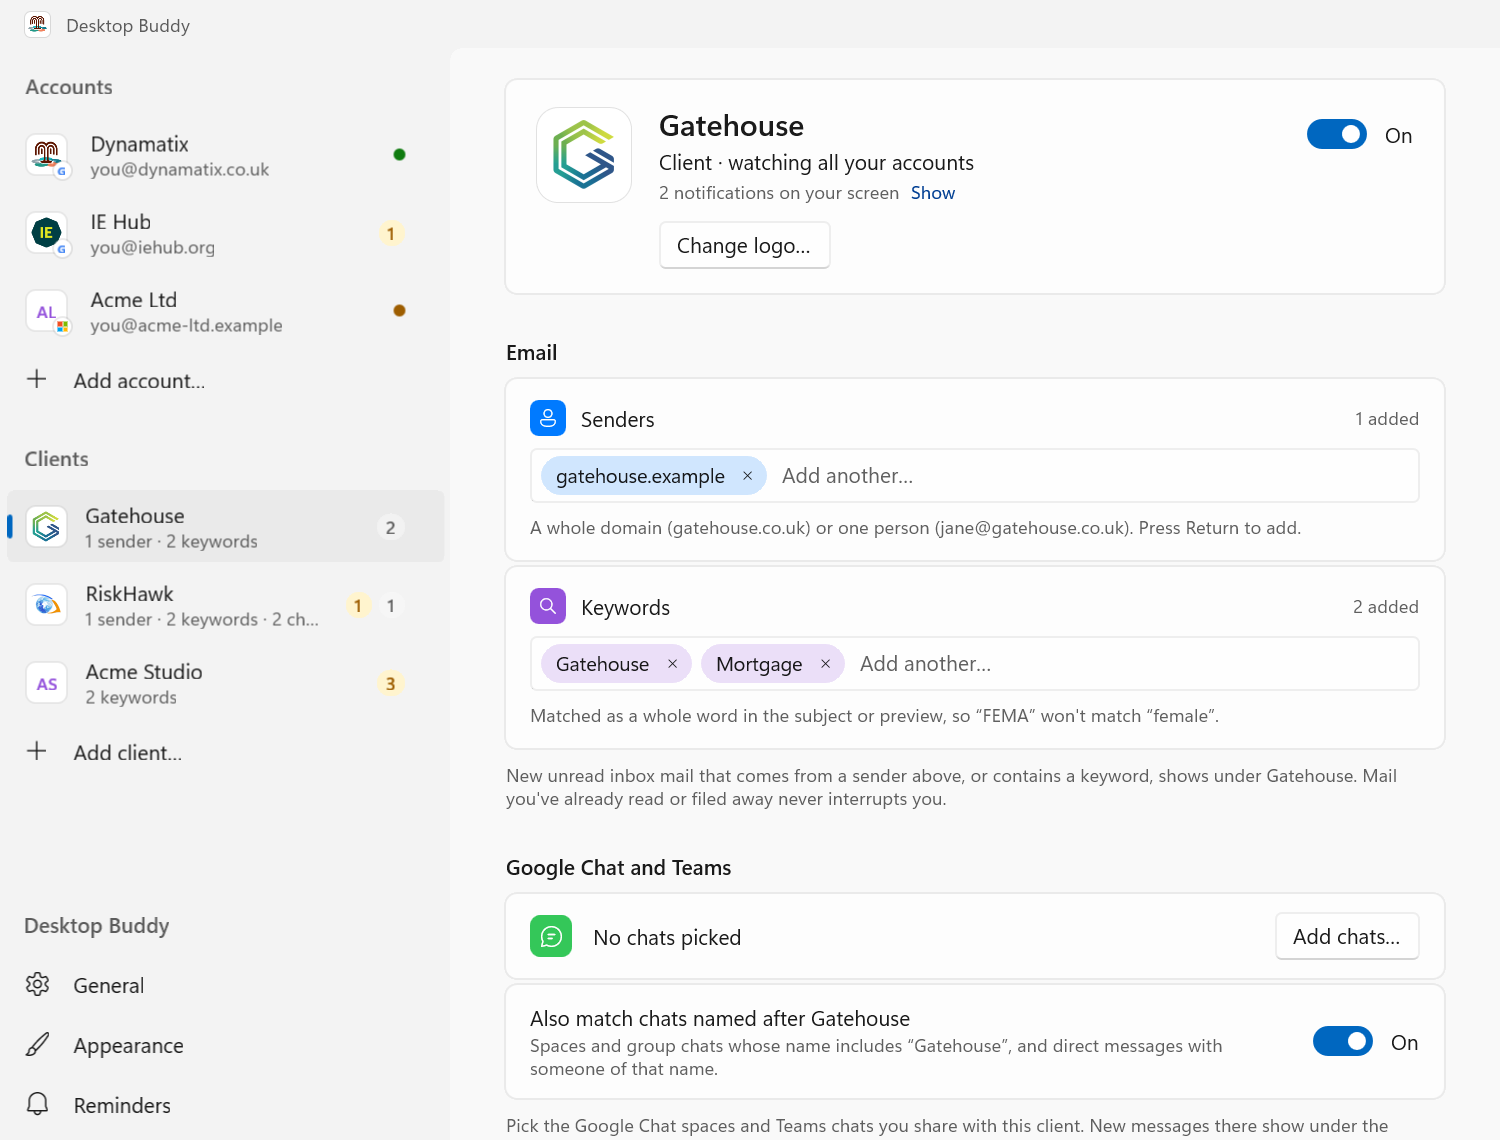 Desktop Buddy
Accounts
Dynamatix
you@dynamatix.co.uk
IE
IE Hub
you@iehub.org
1
AL
Acme Ltd
you@acme-ltd.example
Add account...
Clients
Gatehouse
1 sender · 2 keywords
2
RiskHawk
1 sender · 2 keywords · 2 ch...
1
1
AS
Acme Studio
2 keywords
3
Add client...
Desktop Buddy
General
Appearance
Reminders
Gatehouse
On
Client · watching all your accounts
2 notifications on your screen Show
Change logo...
Email
Senders
1 added
gatehouse.example × Add another...
A whole domain (gatehouse.co.uk) or one person (jane@gatehouse.co.uk). Press Return to add.
Keywords
2 added
Gatehouse × Mortgage × Add another...
Matched as a whole word in the subject or preview, so “FEMA” won't match “female”.
New unread inbox mail that comes from a sender above, or contains a keyword, shows under Gatehouse. Mail
you've already read or filed away never interrupts you.
Google Chat and Teams
No chats picked
Add chats...
Also match chats named after Gatehouse
Spaces and group chats whose name includes “Gatehouse”, and direct messages with
someone of that name.
On
Pick the Google Chat spaces and Teams chats you share with this client. New messages there show under the